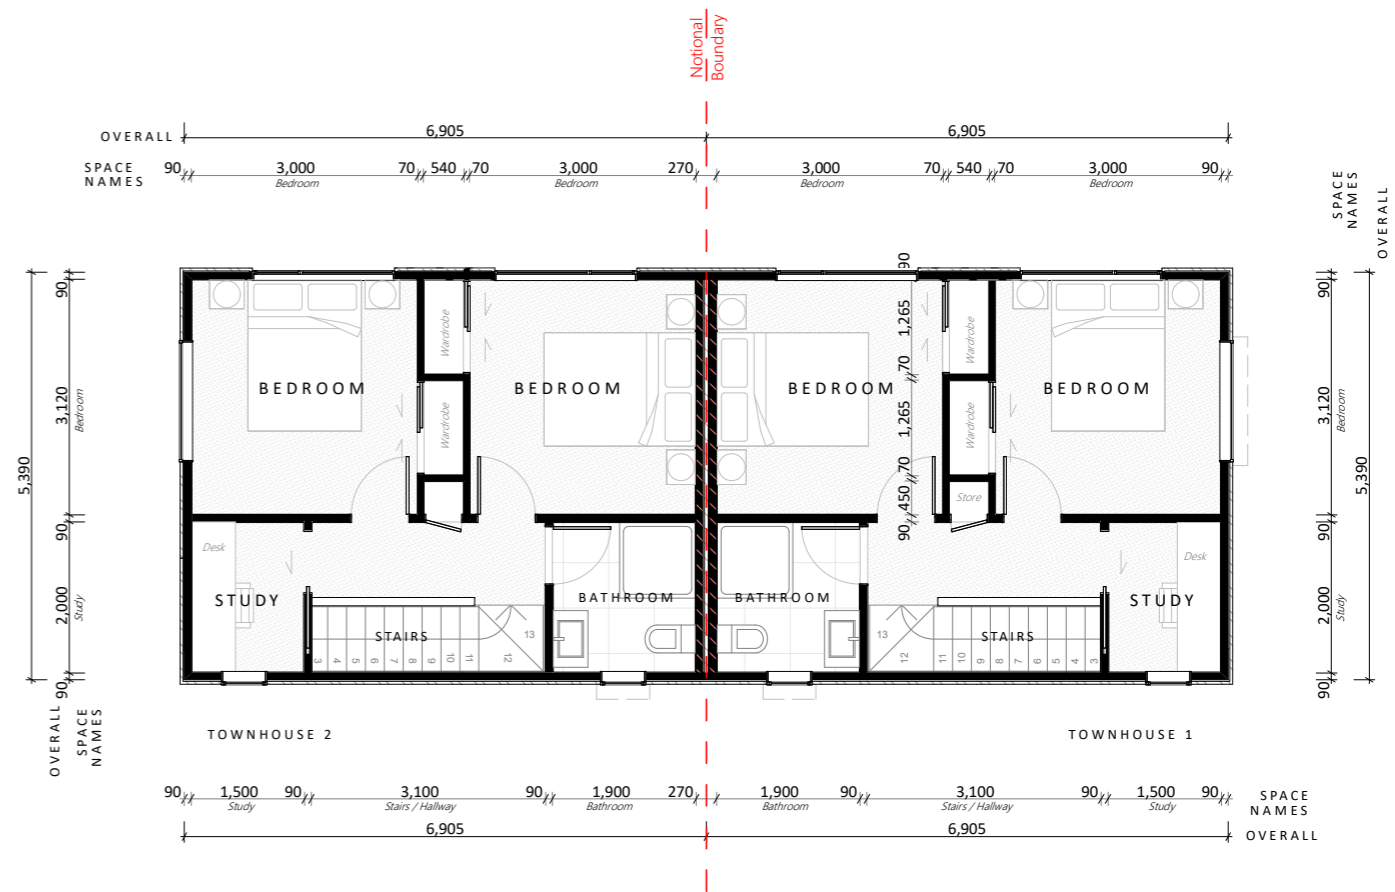 Notional
Boundary
OVERALL 6,905 6,905
SPACE NAMES 90 3,000 70 540 70 3,000 270 3,000 70 540 70 3,000 90
Bedroom Bedroom Bedroom Bedroom
SPACE NAMES
OVERALL
90 3,120 90 2,000 90
Bedroom Study
5,390
OVERALL
SPACE NAMES
BEDROOM
Wardrobe
Wardrobe
BEDROOM
BEDROOM
Wardrobe
Wardrobe
BEDROOM
90
1,265
70
1,265
70
450
90
Store
Desk
STUDY
STAIRS
3 4 5 6 7 8 9 10 11 12 13
BATHROOM
BATHROOM
13 12 11 10 9 8 7 6 5 4 3
STAIRS
Desk
STUDY
90 3,120 90 2,000 90
Bedroom Study
5,390
TOWNHOUSE 2
TOWNHOUSE 1
90 1,500 90 3,100 90 1,900 270 1,900 90 3,100 90 1,500 90
Study Stairs / Hallway Bathroom Bathroom Stairs / Hallway Study
SPACE NAMES
6,905 6,905 OVERALL